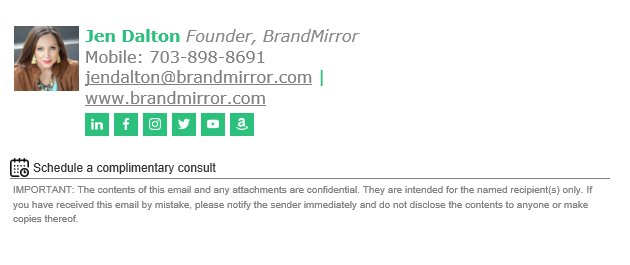 Jen Dalton Founder, BrandMirror
Mobile: 703-898-8691
jendalton@brandmirror.com |
www.brandmirror.com
Schedule a complimentary consult
IMPORTANT: The contents of this email and any attachments are confidential. They are intended for the named recipient(s) only. If
you have received this email by mistake, please notify the sender immediately and do not disclose the contents to anyone or make
copies thereof.